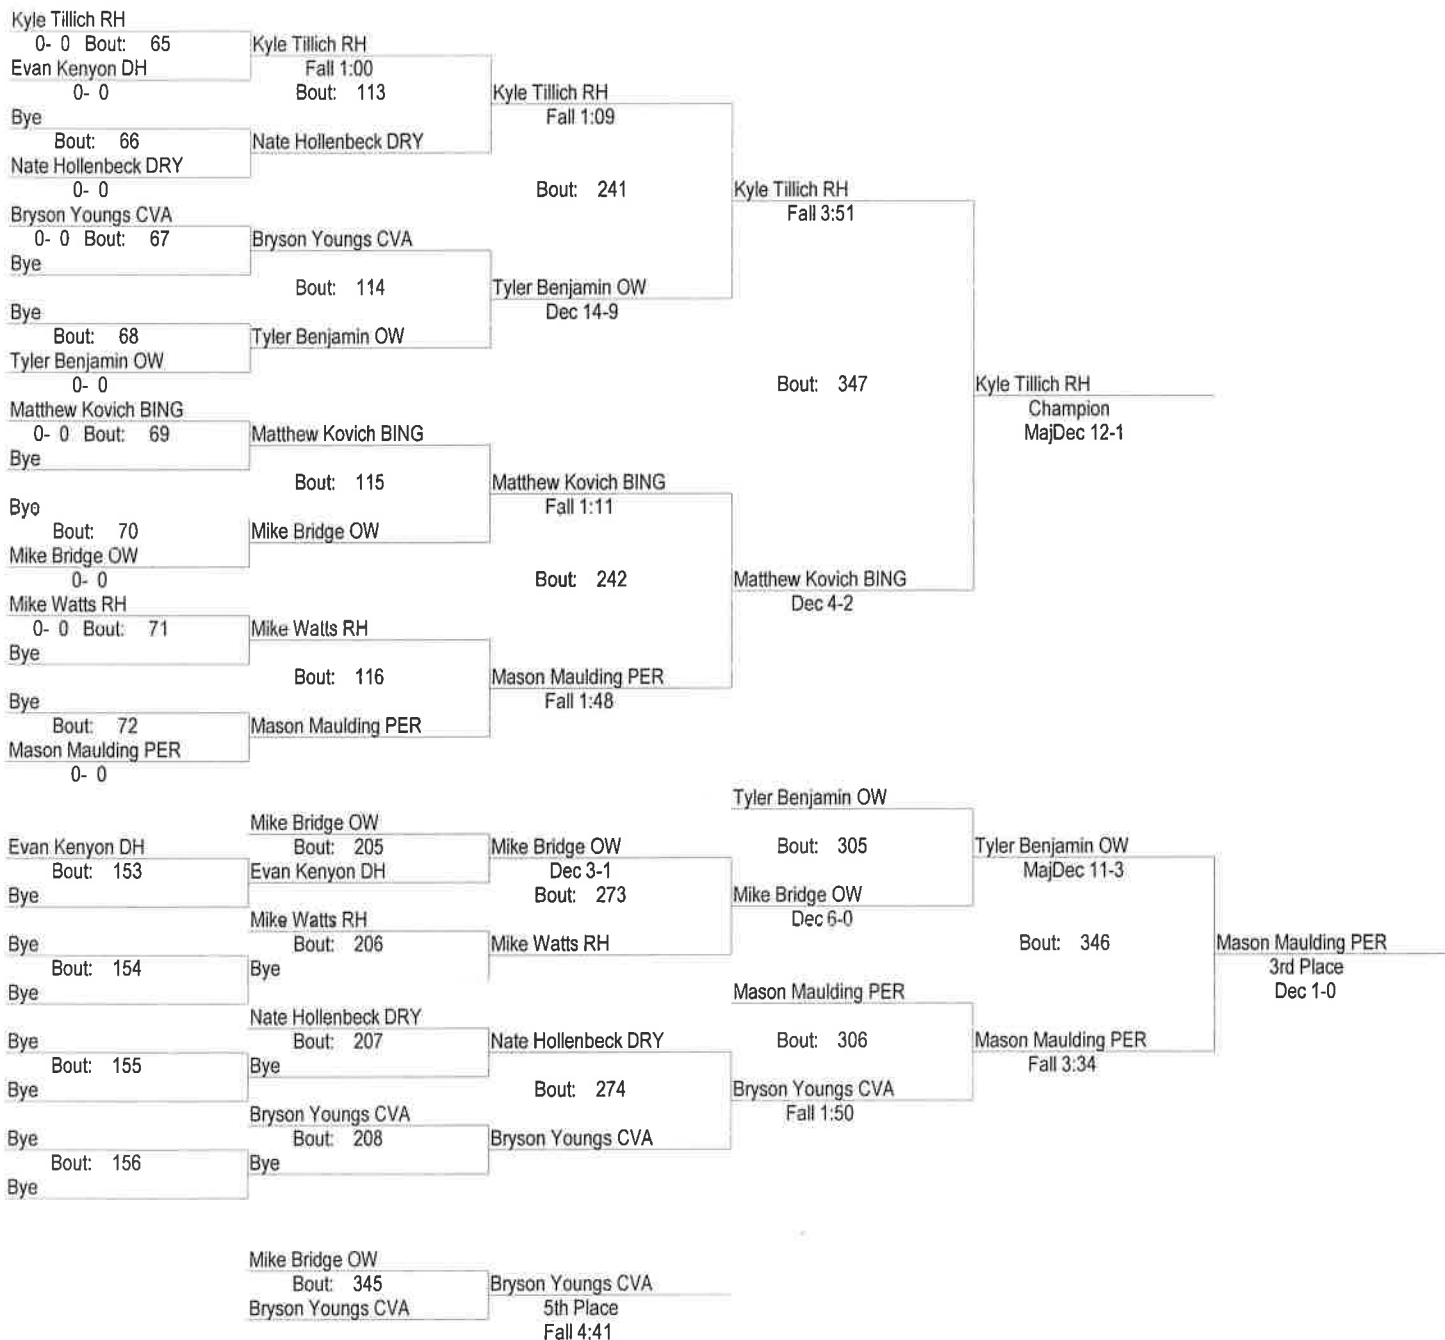 Kyle Tillich RH
0- 0 Bout: 65
Evan Kenyon DH
0- 0
Bye
Bout: 66
Nate Hollenbeck DRY
0- 0
Bryson Youngs CVA
0- 0 Bout: 67
Bye
Bye
Bout: 68
Tyler Benjamin OW
0- 0
Matthew Kovich BING
0- 0 Bout: 69
Bye
Bye
Bout: 70
Mike Bridge OW
0- 0
Mike Watts RH
0- 0 Bout: 71
Bye
Bye
Bout: 72
Mason Maulding PER
0- 0
Kyle Tillich RH
Fall 1:00
Bout: 113
Nate Hollenbeck DRY
Bryson Youngs CVA
Bout: 114
Tyler Benjamin OW
Matthew Kovich BING
Bout: 115
Mike Bridge OW
Mike Watts RH
Bout: 116
Mason Maulding PER
Kyle Tillich RH
Fall 1:09
Bout: 241
Tyler Benjamin OW
Dec 14-9
Matthew Kovich BING
Fall 1:11
Bout: 242
Mason Maulding PER
Fall 1:48
Kyle Tillich RH
Fall 3:51
Bout: 347
Matthew Kovich BING
Dec 4-2
Kyle Tillich RH
Champion
MajDec 12-1
Evan Kenyon DH
Bout: 153
Bye
Bye
Bout: 154
Bye
Bye
Bout: 155
Bye
Bye
Bout: 156
Bye
Mike Bridge OW
Bout: 205
Evan Kenyon DH
Mike Watts RH
Bout: 206
Bye
Nate Hollenbeck DRY
Bout: 207
Bye
Bryson Youngs CVA
Bout: 208
Bye
Mike Bridge OW
Dec 3-1
Bout: 273
Mike Watts RH
Nate Hollenbeck DRY
Bout: 274
Bryson Youngs CVA
Tyler Benjamin OW
Bout: 305
Mike Bridge OW
Dec 6-0
Mason Maulding PER
Bout: 306
Bryson Youngs CVA
Fall 1:50
Tyler Benjamin OW
MajDec 11-3
Bout: 346
Mason Maulding PER
Fall 3:34
Mason Maulding PER
3rd Place
Dec 1-0
Mike Bridge OW
Bout: 345
Bryson Youngs CVA
Bryson Youngs CVA
5th Place
Fall 4:41